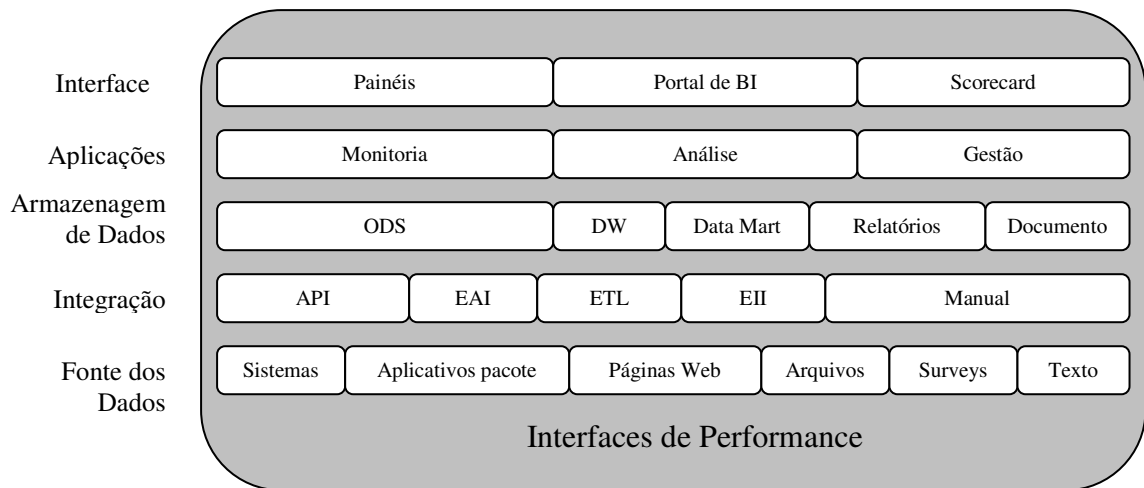 Interface
Painéis
Portal de BI
Scorecard
Aplicações
Monitoria
Análise
Gestão
Armazenagem
de Dados
ODS
DW
Data Mart
Relatórios
Documento
Integração
API
EAI
ETL
EII
Manual
Fonte dos
Dados
Sistemas
Aplicativos pacote
Páginas Web
Arquivos
Surveys
Texto
Interfaces de Performance